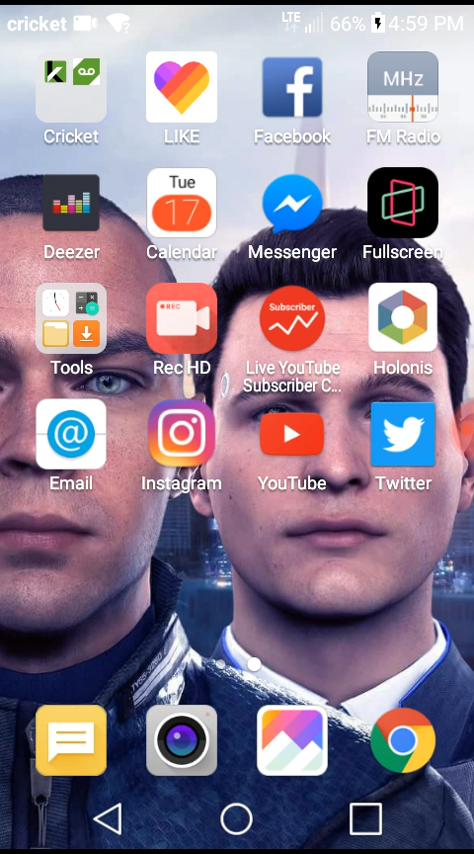 cricket LTE 66% 4:59 PM
MHz
Cricket LIKE Facebook FM Radio
Tue
17
Deezer Calendar Messenger Fullscreen
REC
Subscriber
Tools Rec HD Live YouTube Holonis
Subscriber C...
@
Email Instagram YouTube Twitter